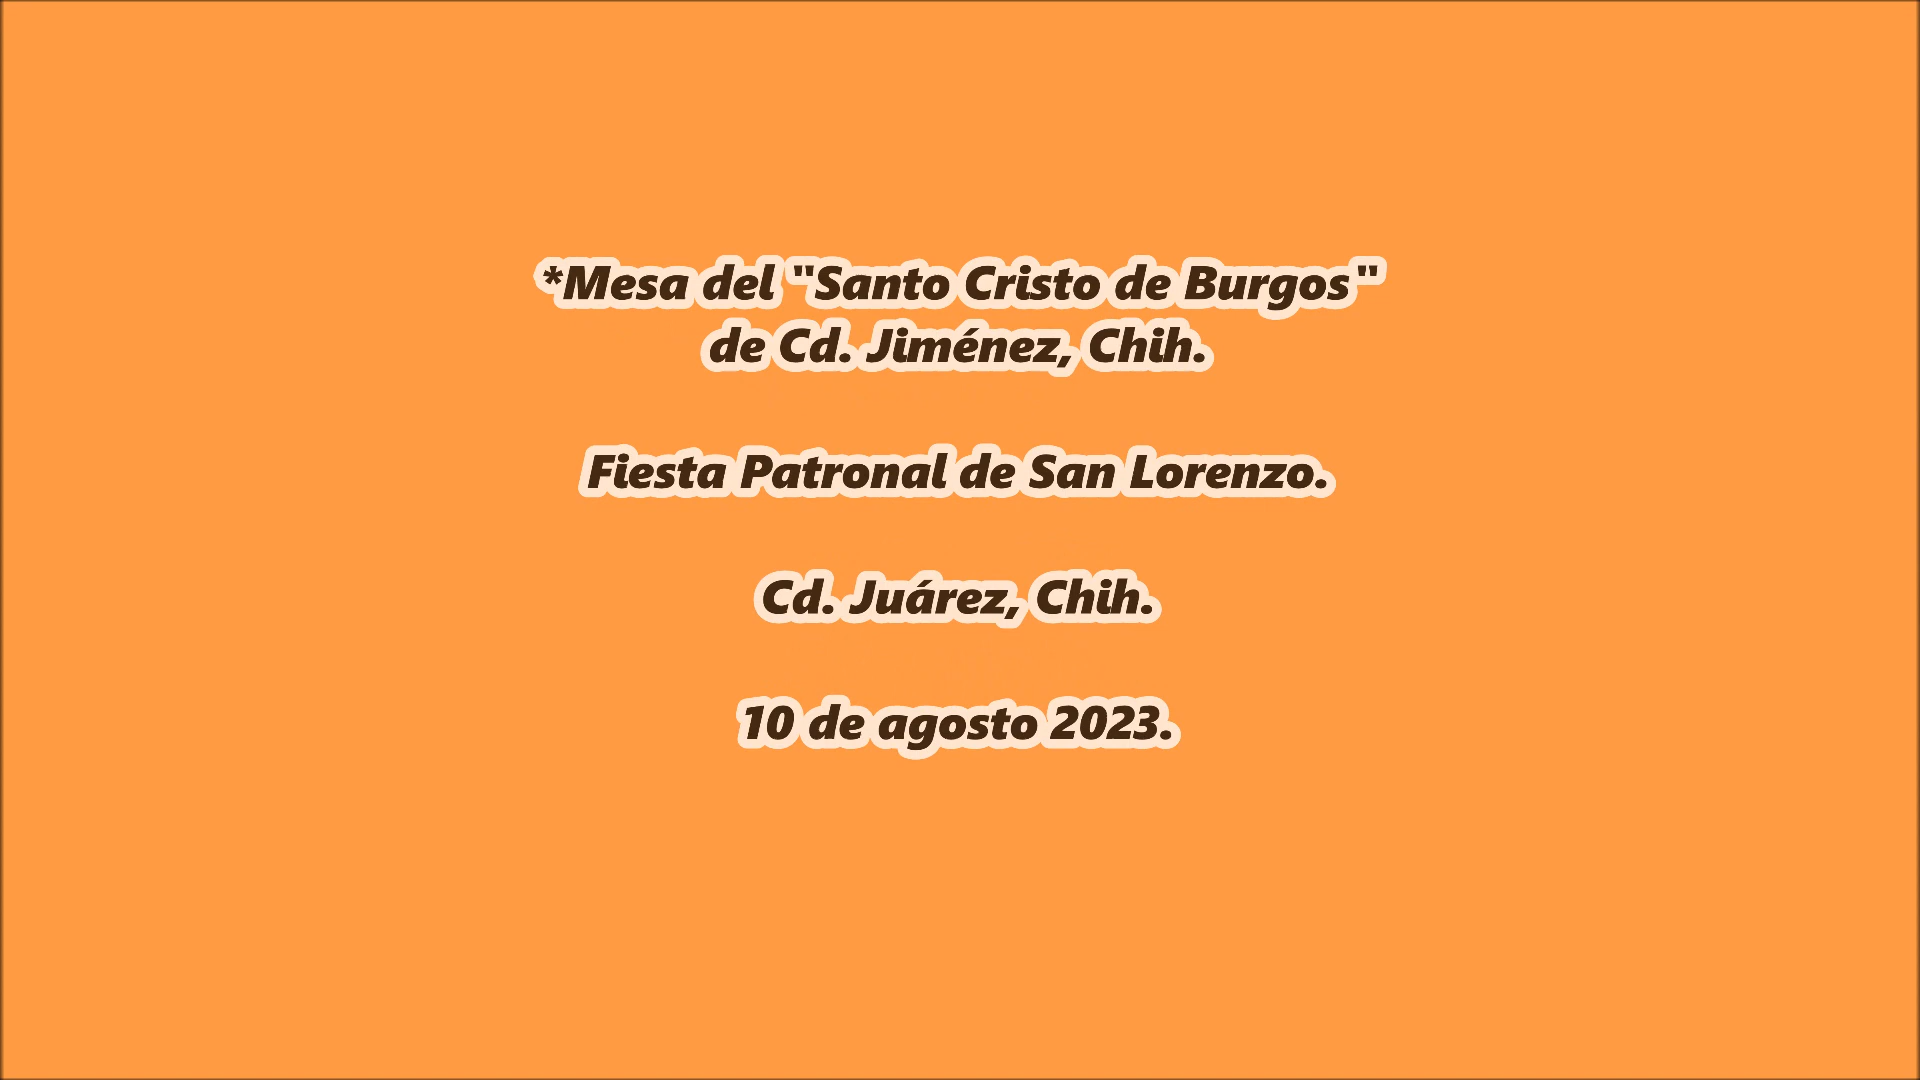 *Mesa del "Santo Cristo de Burgos"
de Cd. Jiménez, Chih.
Fiesta Patronal de San Lorenzo.
Cd. Juárez, Chih.
10 de agosto 2023.